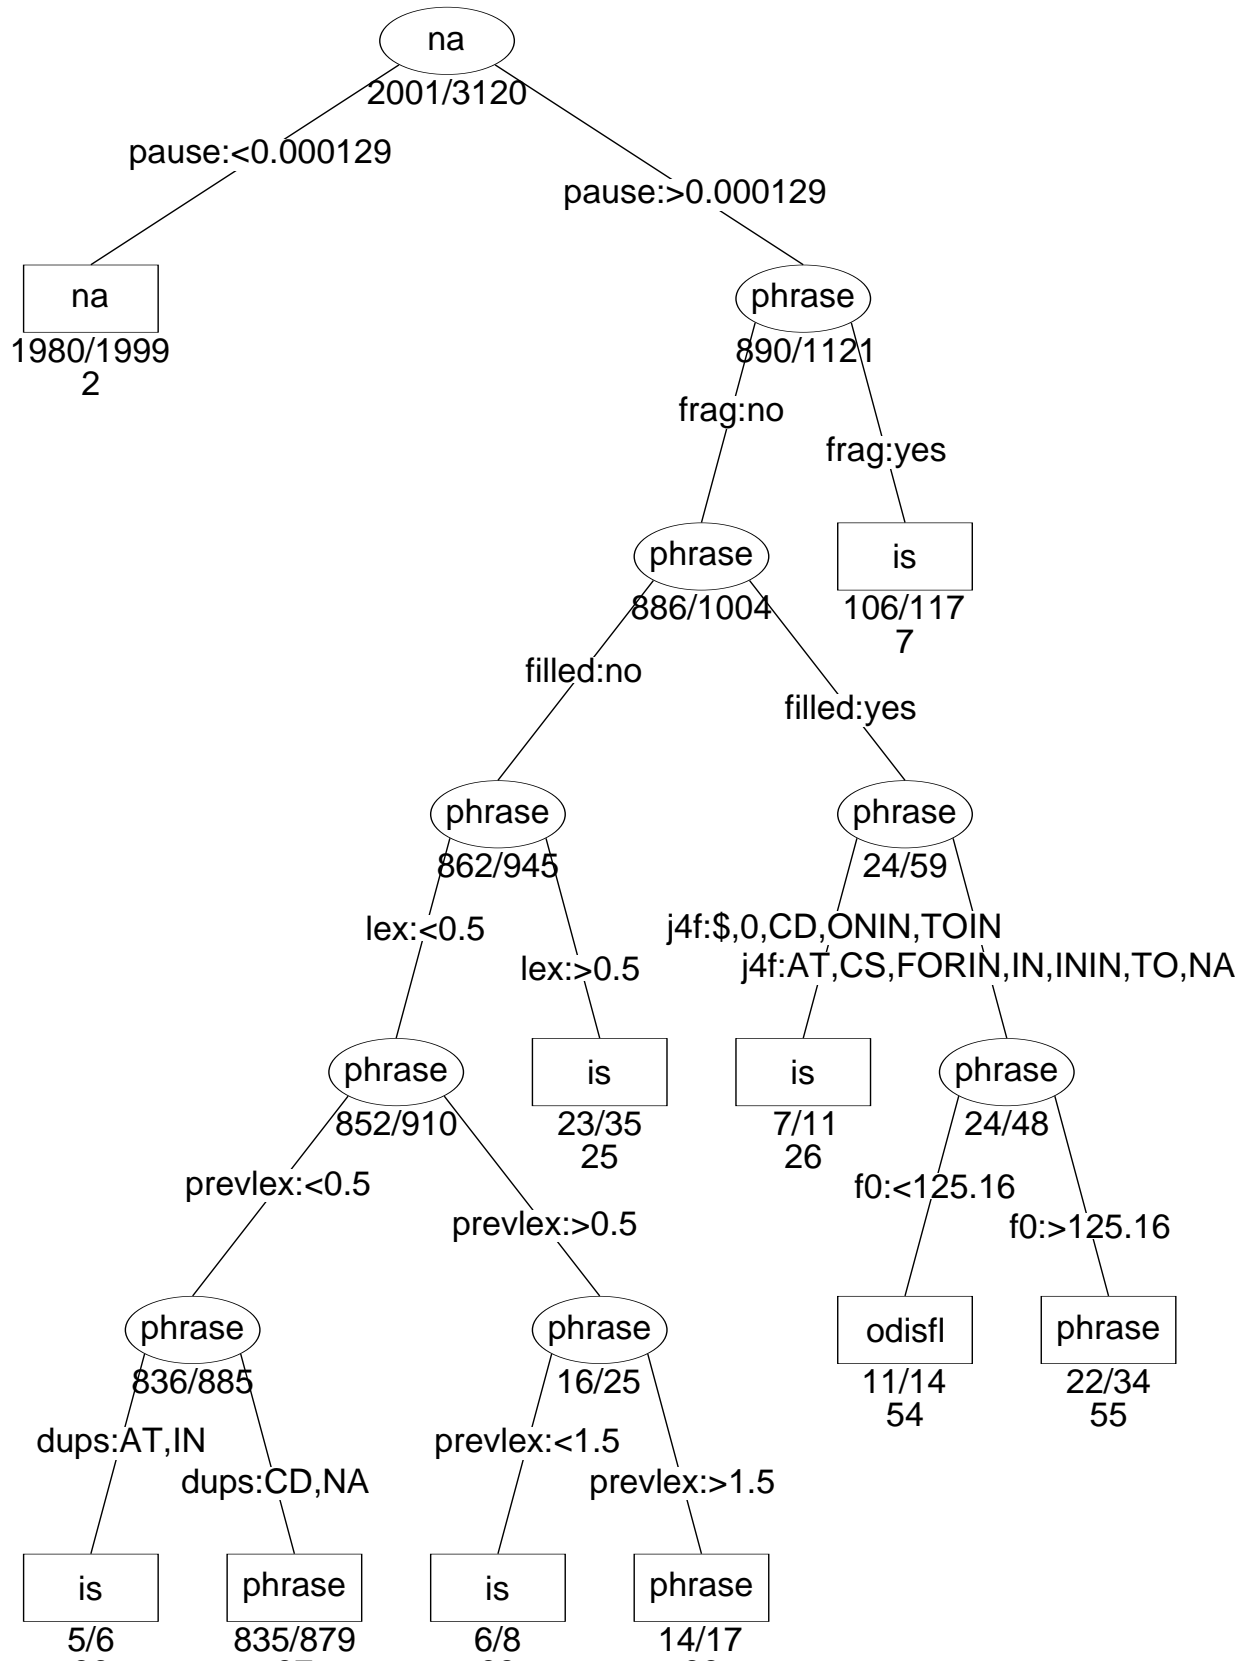 na
2001/3120
pause:<0.000129
pause:>0.000129
na
1980/1999
2
phrase
890/1121
frag:no
frag:yes
phrase
886/1004
is
106/117
7
filled:no
filled:yes
phrase
862/945
phrase
24/59
lex:<0.5
lex:>0.5
j4f:$,0,CD,ONIN,TOIN
j4f:AT,CS,FORIN,IN,ININ,TO,NA
phrase
852/910
is
23/35
25
is
7/11
26
phrase
24/48
prevlex:<0.5
prevlex:>0.5
f0:<125.16
f0:>125.16
phrase
836/885
phrase
16/25
odisfl
11/14
54
phrase
22/34
55
dups:AT,IN
dups:CD,NA
prevlex:<1.5
prevlex:>1.5
is
5/6
phrase
835/879
is
6/8
phrase
14/17